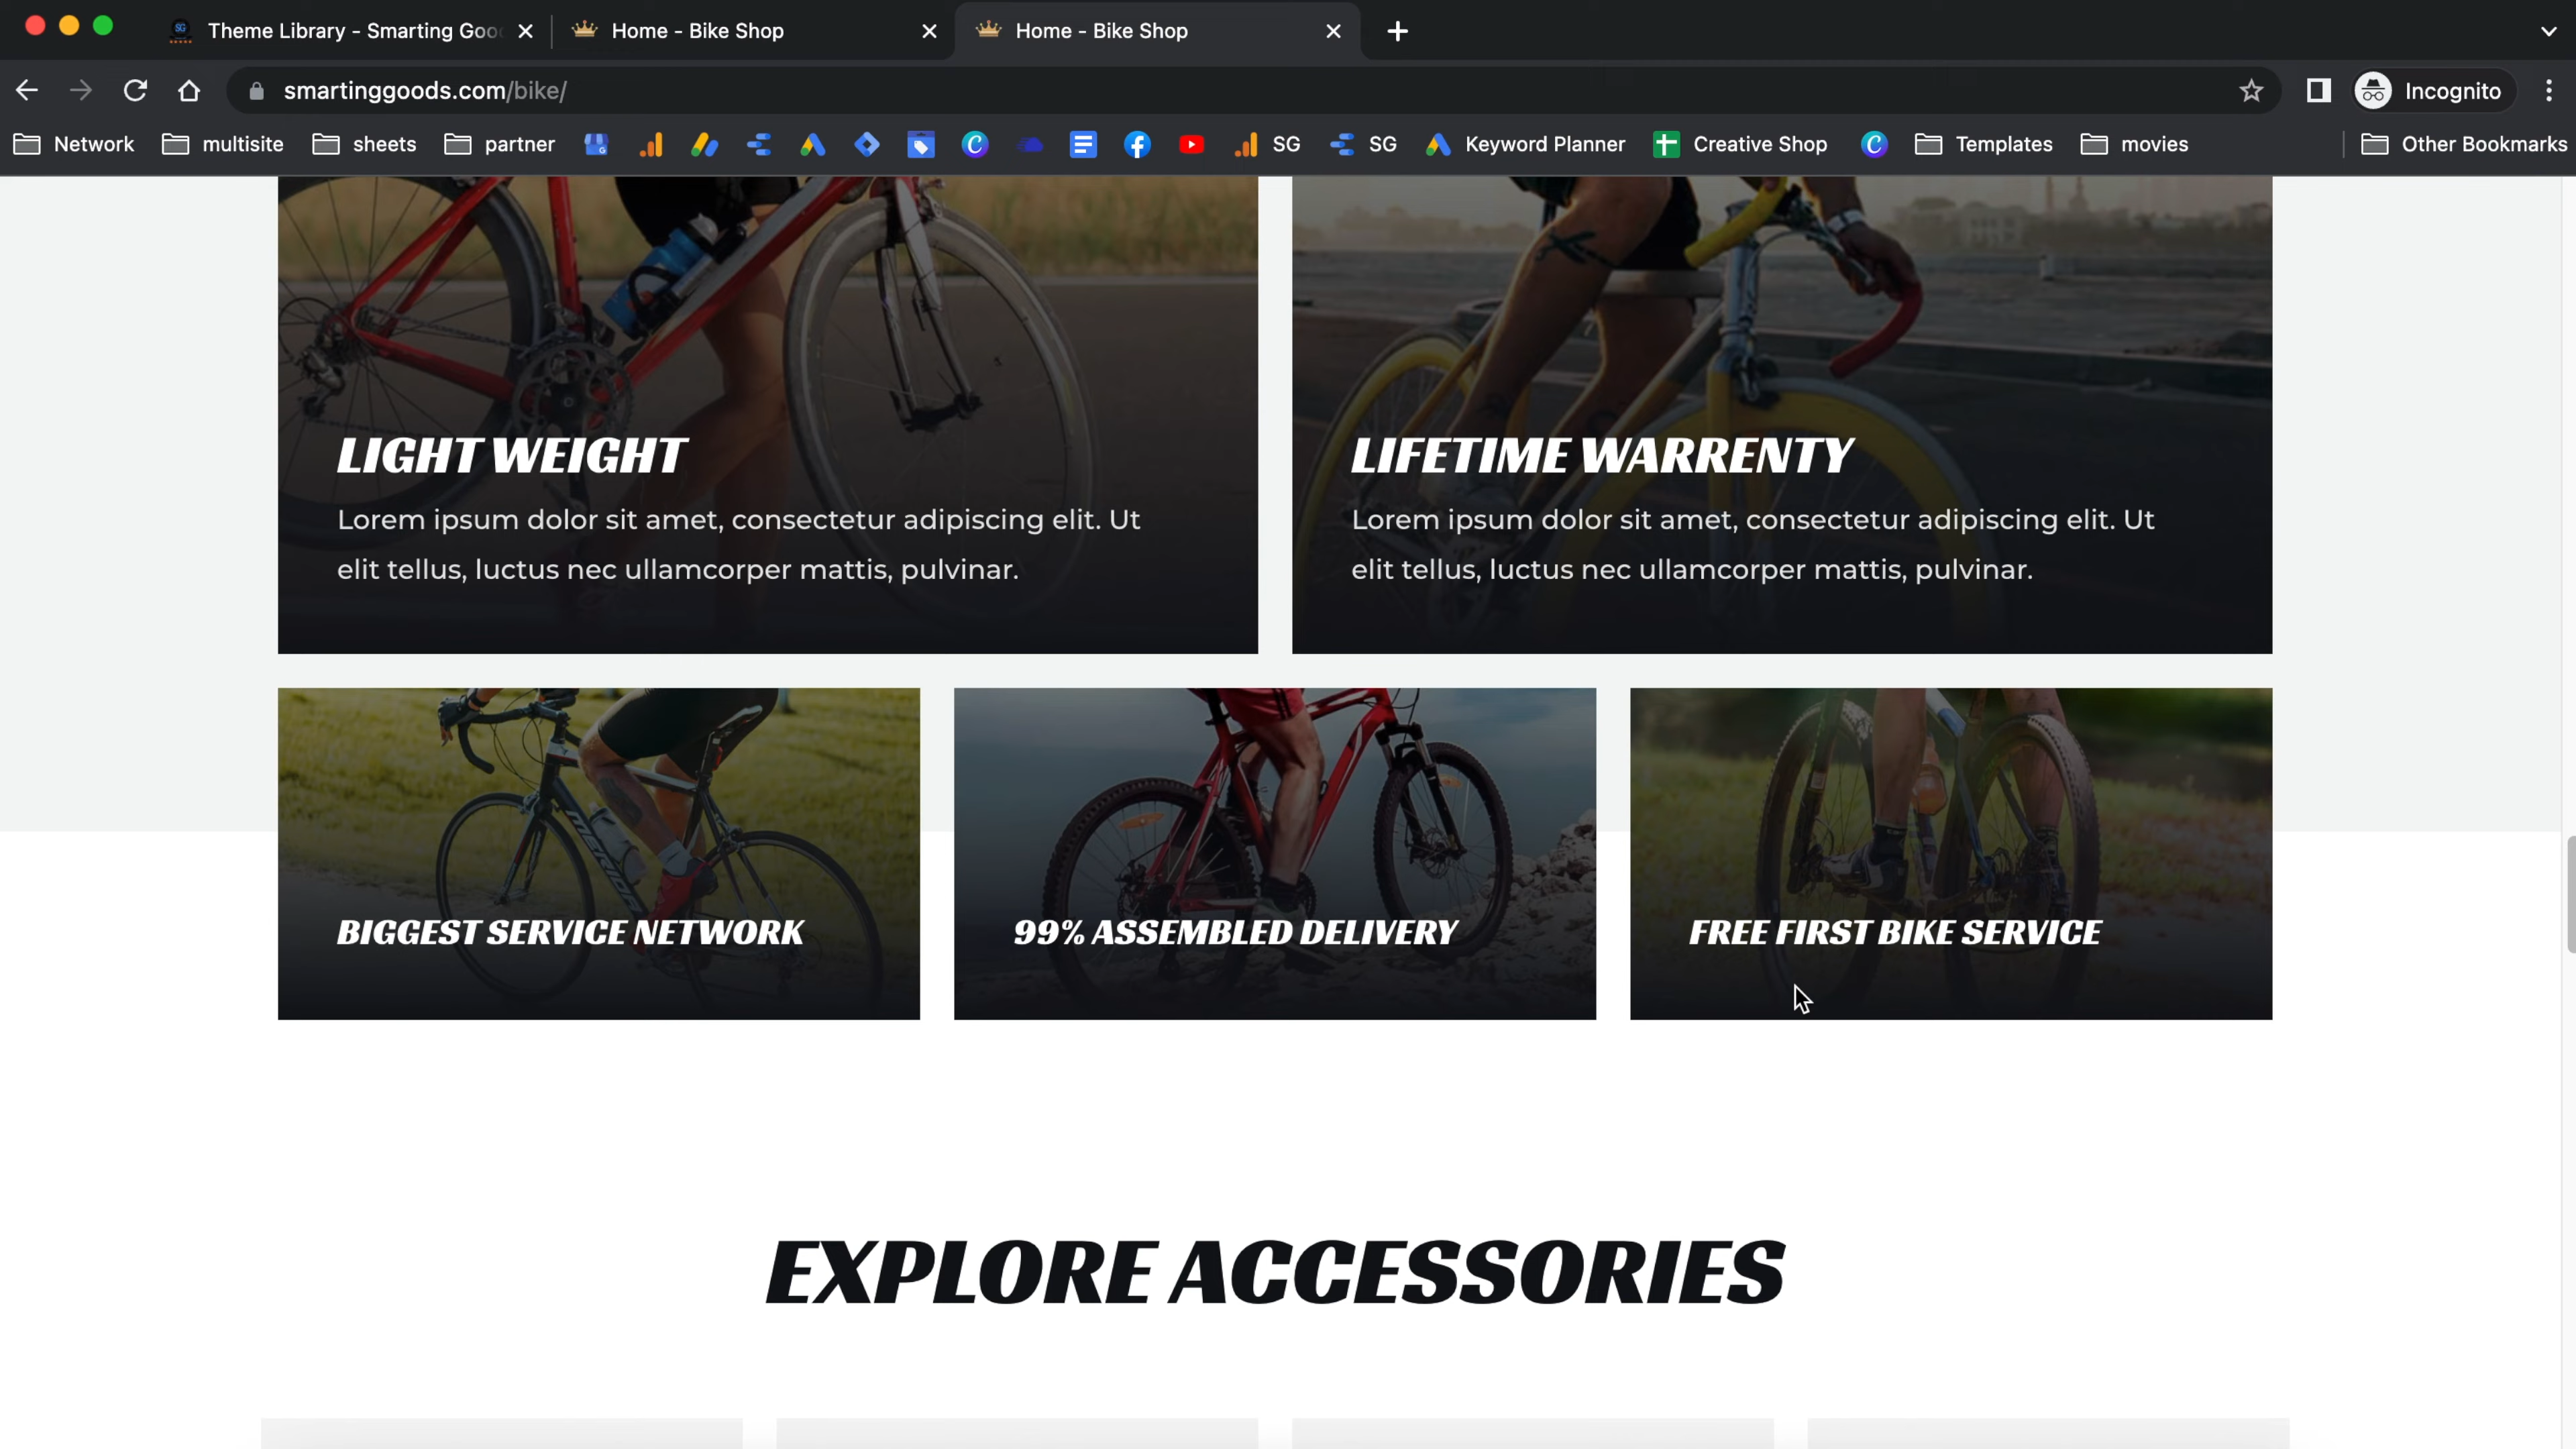 Theme Library - Smarting Goo
Home - Bike Shop
Home - Bike Shop
smartinggoods.com/bike/
Incognito
Network
multisite
sheets
partner
SG
SG
Keyword Planner
Creative Shop
Templates
movies
Other Bookmarks
LIGHT WEIGHT
Lorem ipsum dolor sit amet, consectetur adipiscing elit. Ut
elit tellus, luctus nec ullamcorper mattis, pulvinar.
LIFETIME WARRENTY
Lorem ipsum dolor sit amet, consectetur adipiscing elit. Ut
elit tellus, luctus nec ullamcorper mattis, pulvinar.
MERIDA
BIGGEST SERVICE NETWORK
99% ASSEMBLED DELIVERY
FREE FIRST BIKE SERVICE
EXPLORE ACCESSORIES